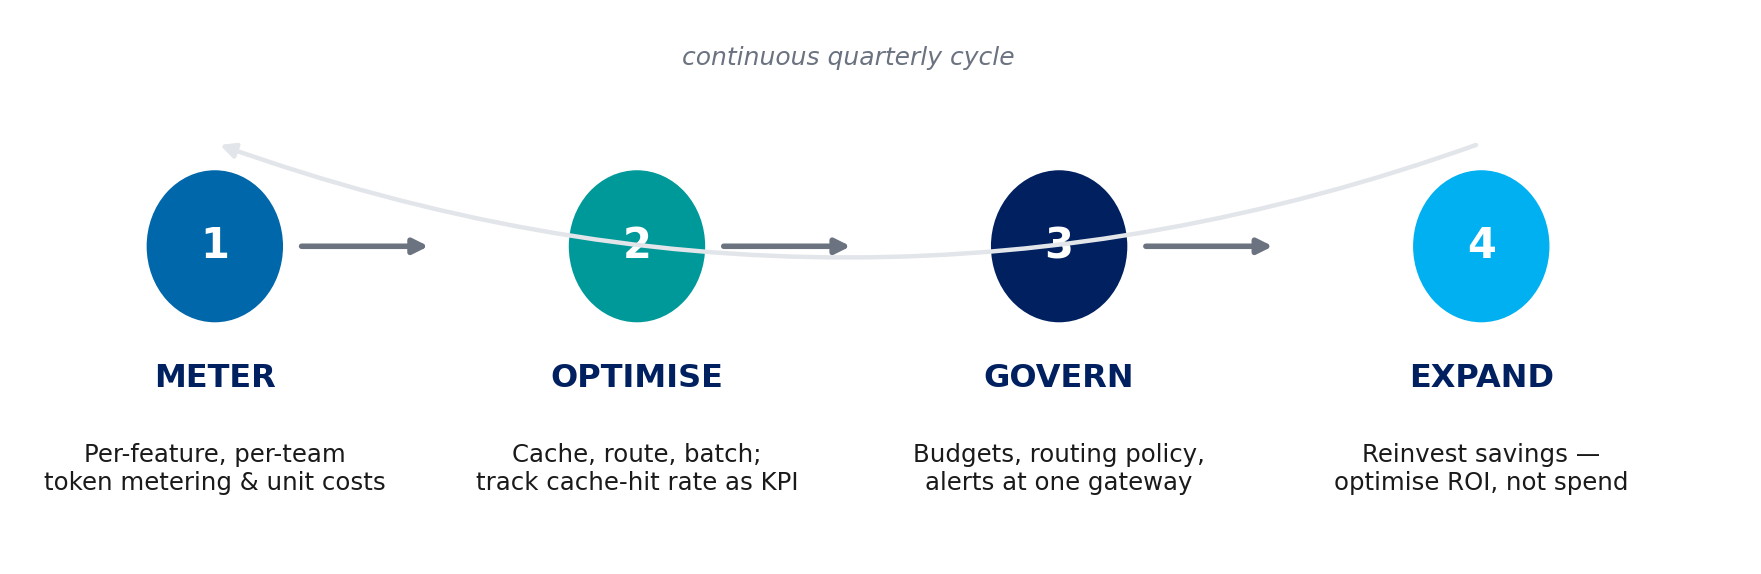 continuous quarterly cycle
1
2
3
4
METER
OPTIMISE
GOVERN
EXPAND
Per-feature, per-team
token metering & unit costs
Cache, route, batch;
track cache-hit rate as KPI
Budgets, routing policy,
alerts at one gateway
Reinvest savings —
optimise ROI, not spend